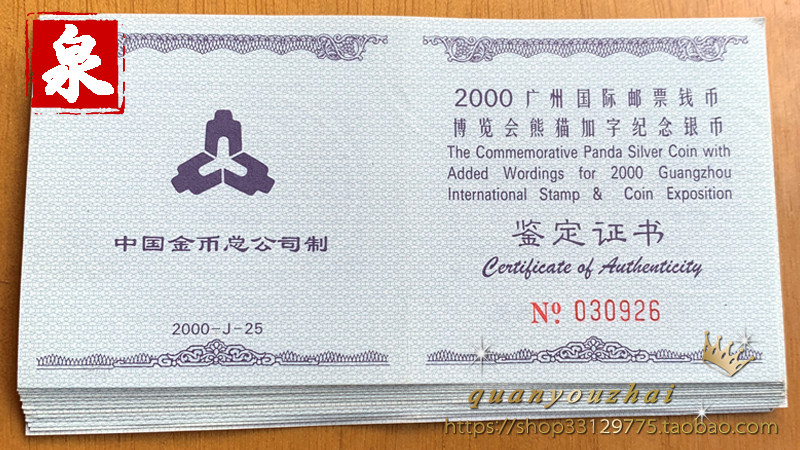 泉
中国金币总公司制
2000-J-25
2000 广州国际邮票钱币
博览会熊猫加字纪念银币
The Commemorative Panda Silver Coin with
Added Wordings for 2000 Guangzhou
International Stamp & Coin Exposition
鉴定证书
Certificate of Authenticity
No. 030926
quanyouzhai
https://shop33129775.taobao.com